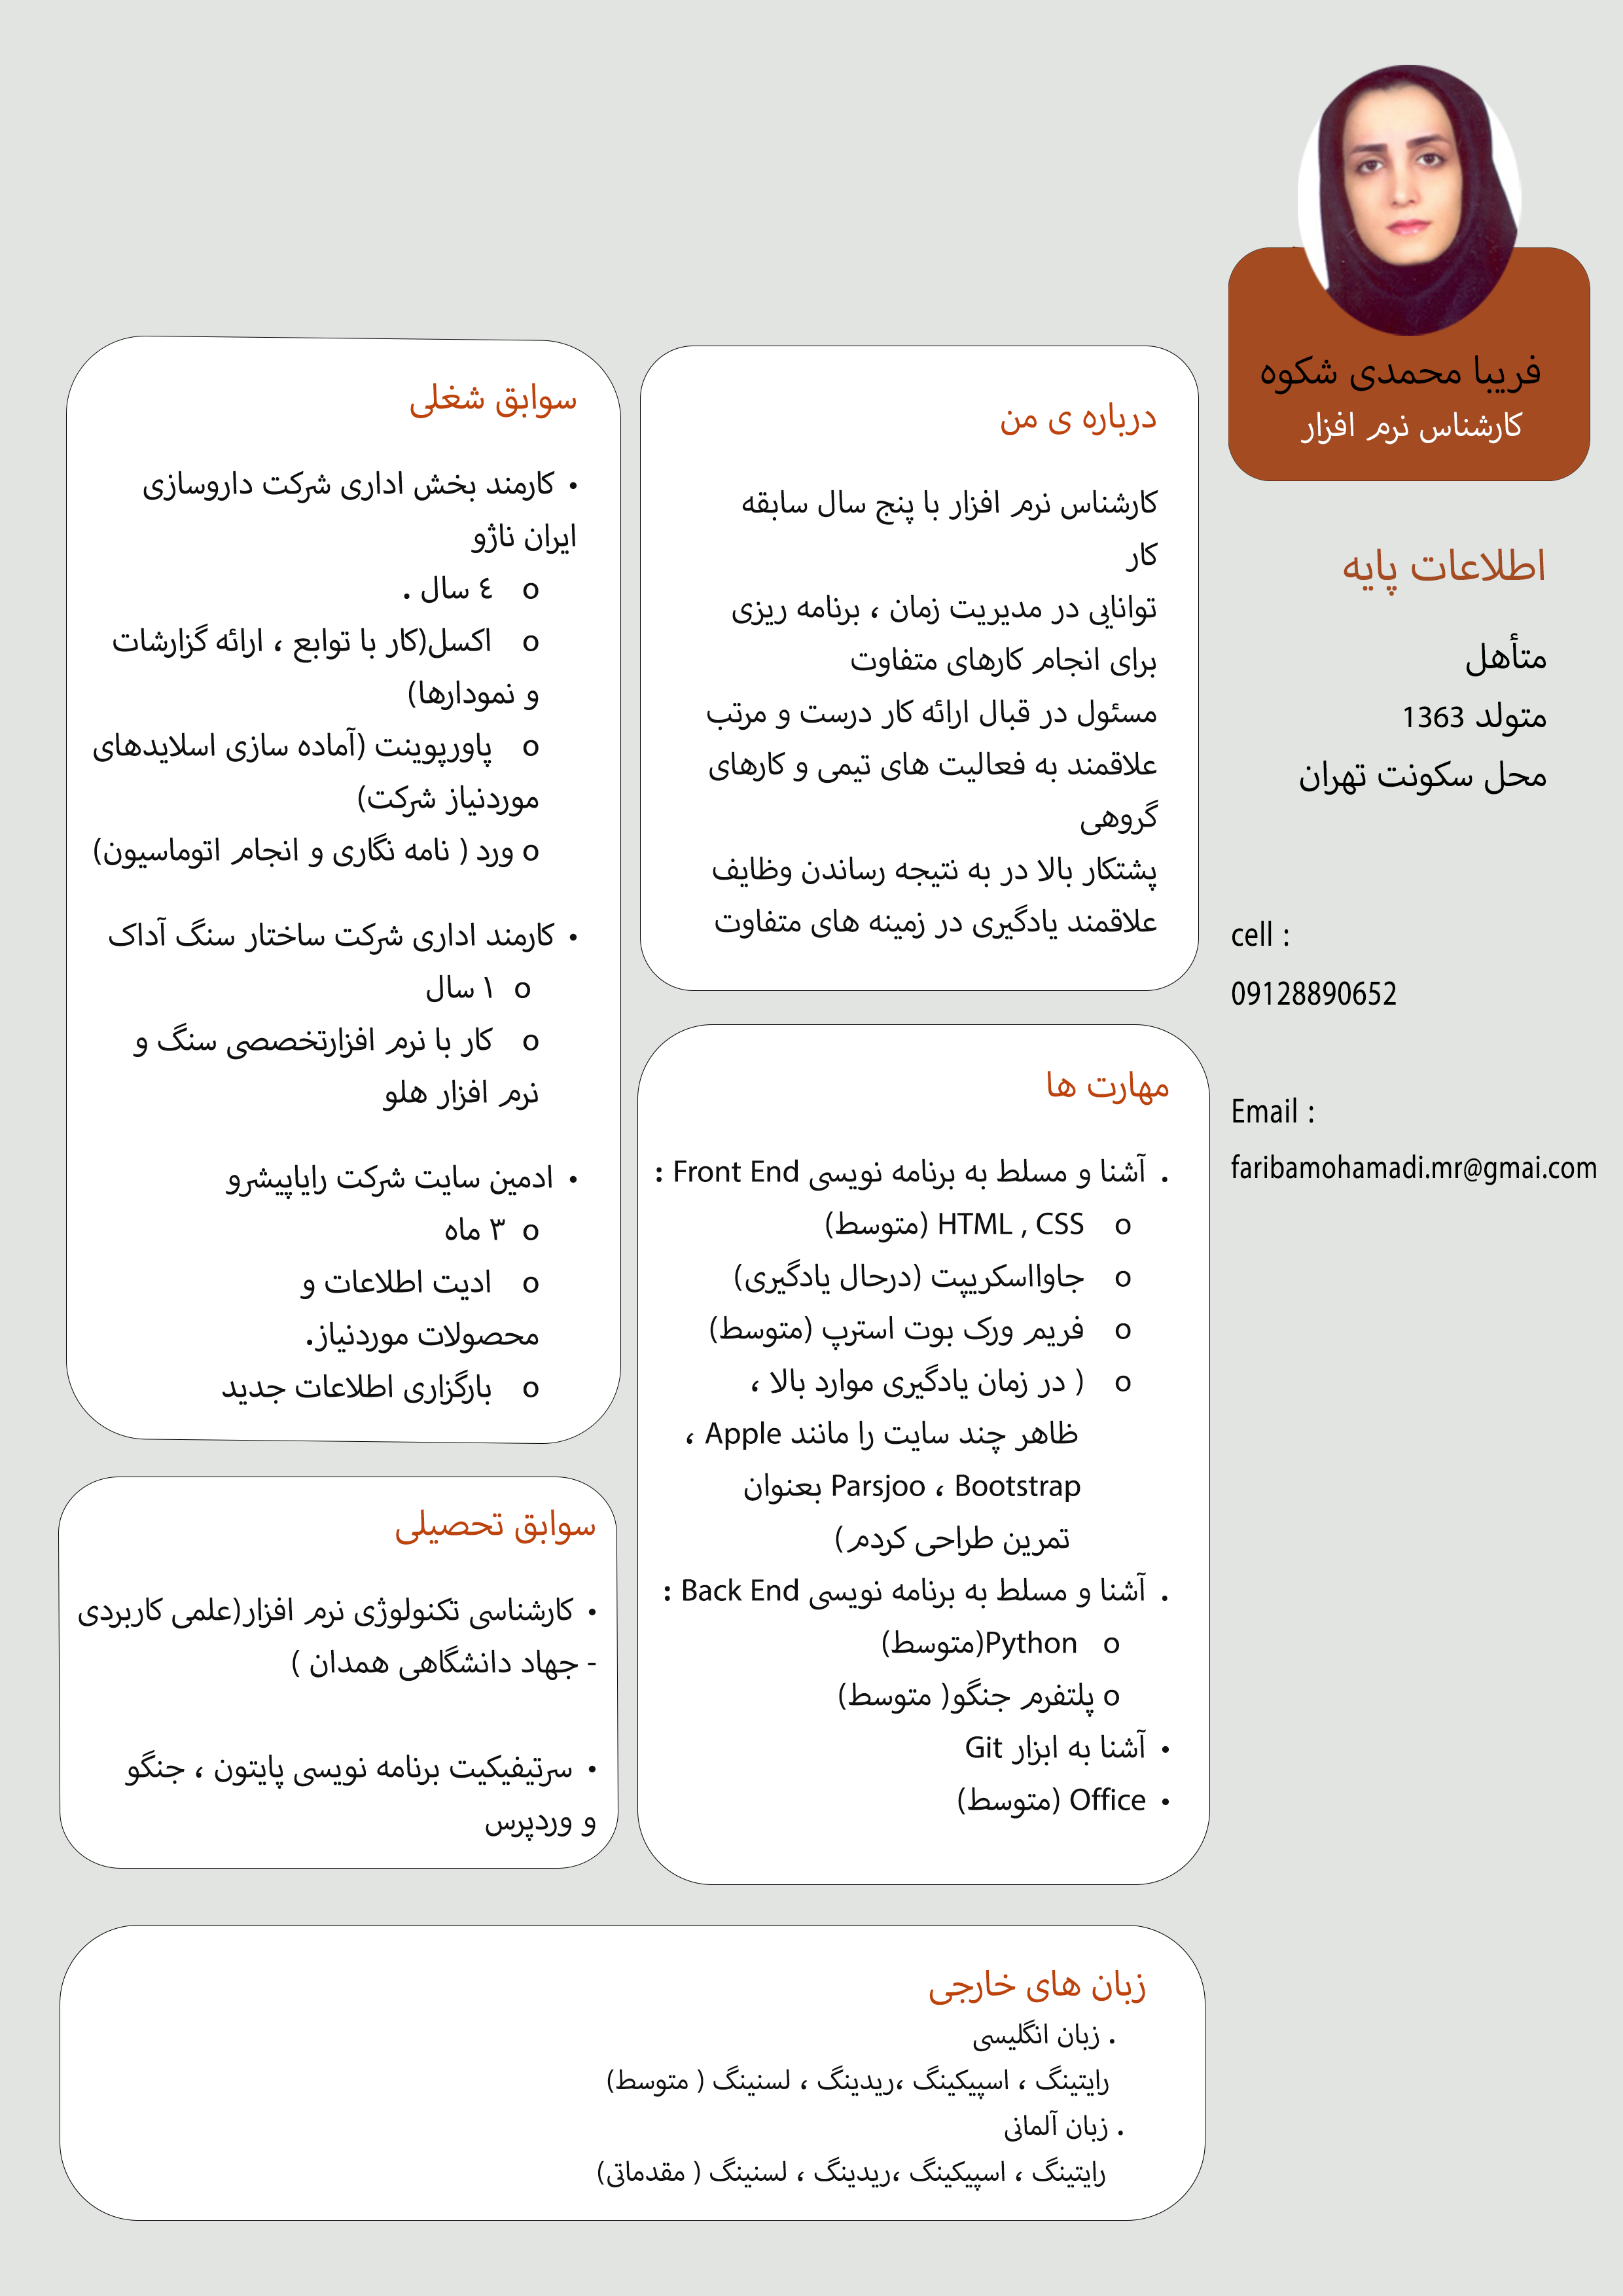 فریبا محمدی شکوه
کارشناس نرم افزار
اطلاعات پایه
متأهل
متولد 1363
محل سکونت تهران
cell :
09128890652
Email :
faribamohamadi.mr@gmai.com
درباره ی من
کارشناس نرم افزار با پنج سال سابقه
کار
توانایی در مدیریت زمان ، برنامه ریزی
برای انجام کارهای متفاوت
مسئول در قبال ارائه کار درست و مرتب
علاقمند به فعالیت های تیمی و کارهای
گروهی
پشتکار بالا در به نتیجه رساندن وظایف
علاقمند یادگیری در زمینه های متفاوت
مهارت ها
. آشنا و مسلط به برنامه نویسی Front End :
o HTML , CSS (متوسط)
o جاوااسکریپت (درحال یادگیری)
o فریم ورک بوت استرپ (متوسط)
o ( در زمان یادگیری موارد بالا ،
ظاهر چند سایت را مانند Apple ،
Parsjoo ، Bootstrap بعنوان
تمرین طراحی کردم)
. آشنا و مسلط به برنامه نویسی Back End :
o Python(متوسط)
o پلتفرم جنگو( متوسط)
• آشنا به ابزار Git
• Office (متوسط)
سوابق شغلی
• کارمند بخش اداری شرکت داروسازی
ایران ناژو
o ٤ سال .
o اکسل(کار با توابع ، ارائه گزارشات
و نمودارها)
o پاورپوینت (آماده سازی اسلایدهای
موردنیاز شرکت)
o ورد ( نامه نگاری و انجام اتوماسیون)
• کارمند اداری شرکت ساختار سنگ آداک
o ۱ سال
o کار با نرم افزارتخصصی سنگ و
نرم افزار هلو
• ادمین سایت شرکت رایاپیشرو
o ۳ ماه
o ادیت اطلاعات و
محصولات موردنیاز.
o بارگزاری اطلاعات جدید
سوابق تحصیلی
• کارشناسی تکنولوژی نرم افزار(علمی کاربردی
- جهاد دانشگاهی همدان )
• سرتیفیکیت برنامه نویسی پایتون ، جنگو
و وردپرس
زبان های خارجی
. زبان انگلیسی
رایتینگ ، اسپیکینگ ،ریدینگ ، لسنینگ ( متوسط)
. زبان آلمانی
رایتینگ ، اسپیکینگ ،ریدینگ ، لسنینگ ( مقدماتی)